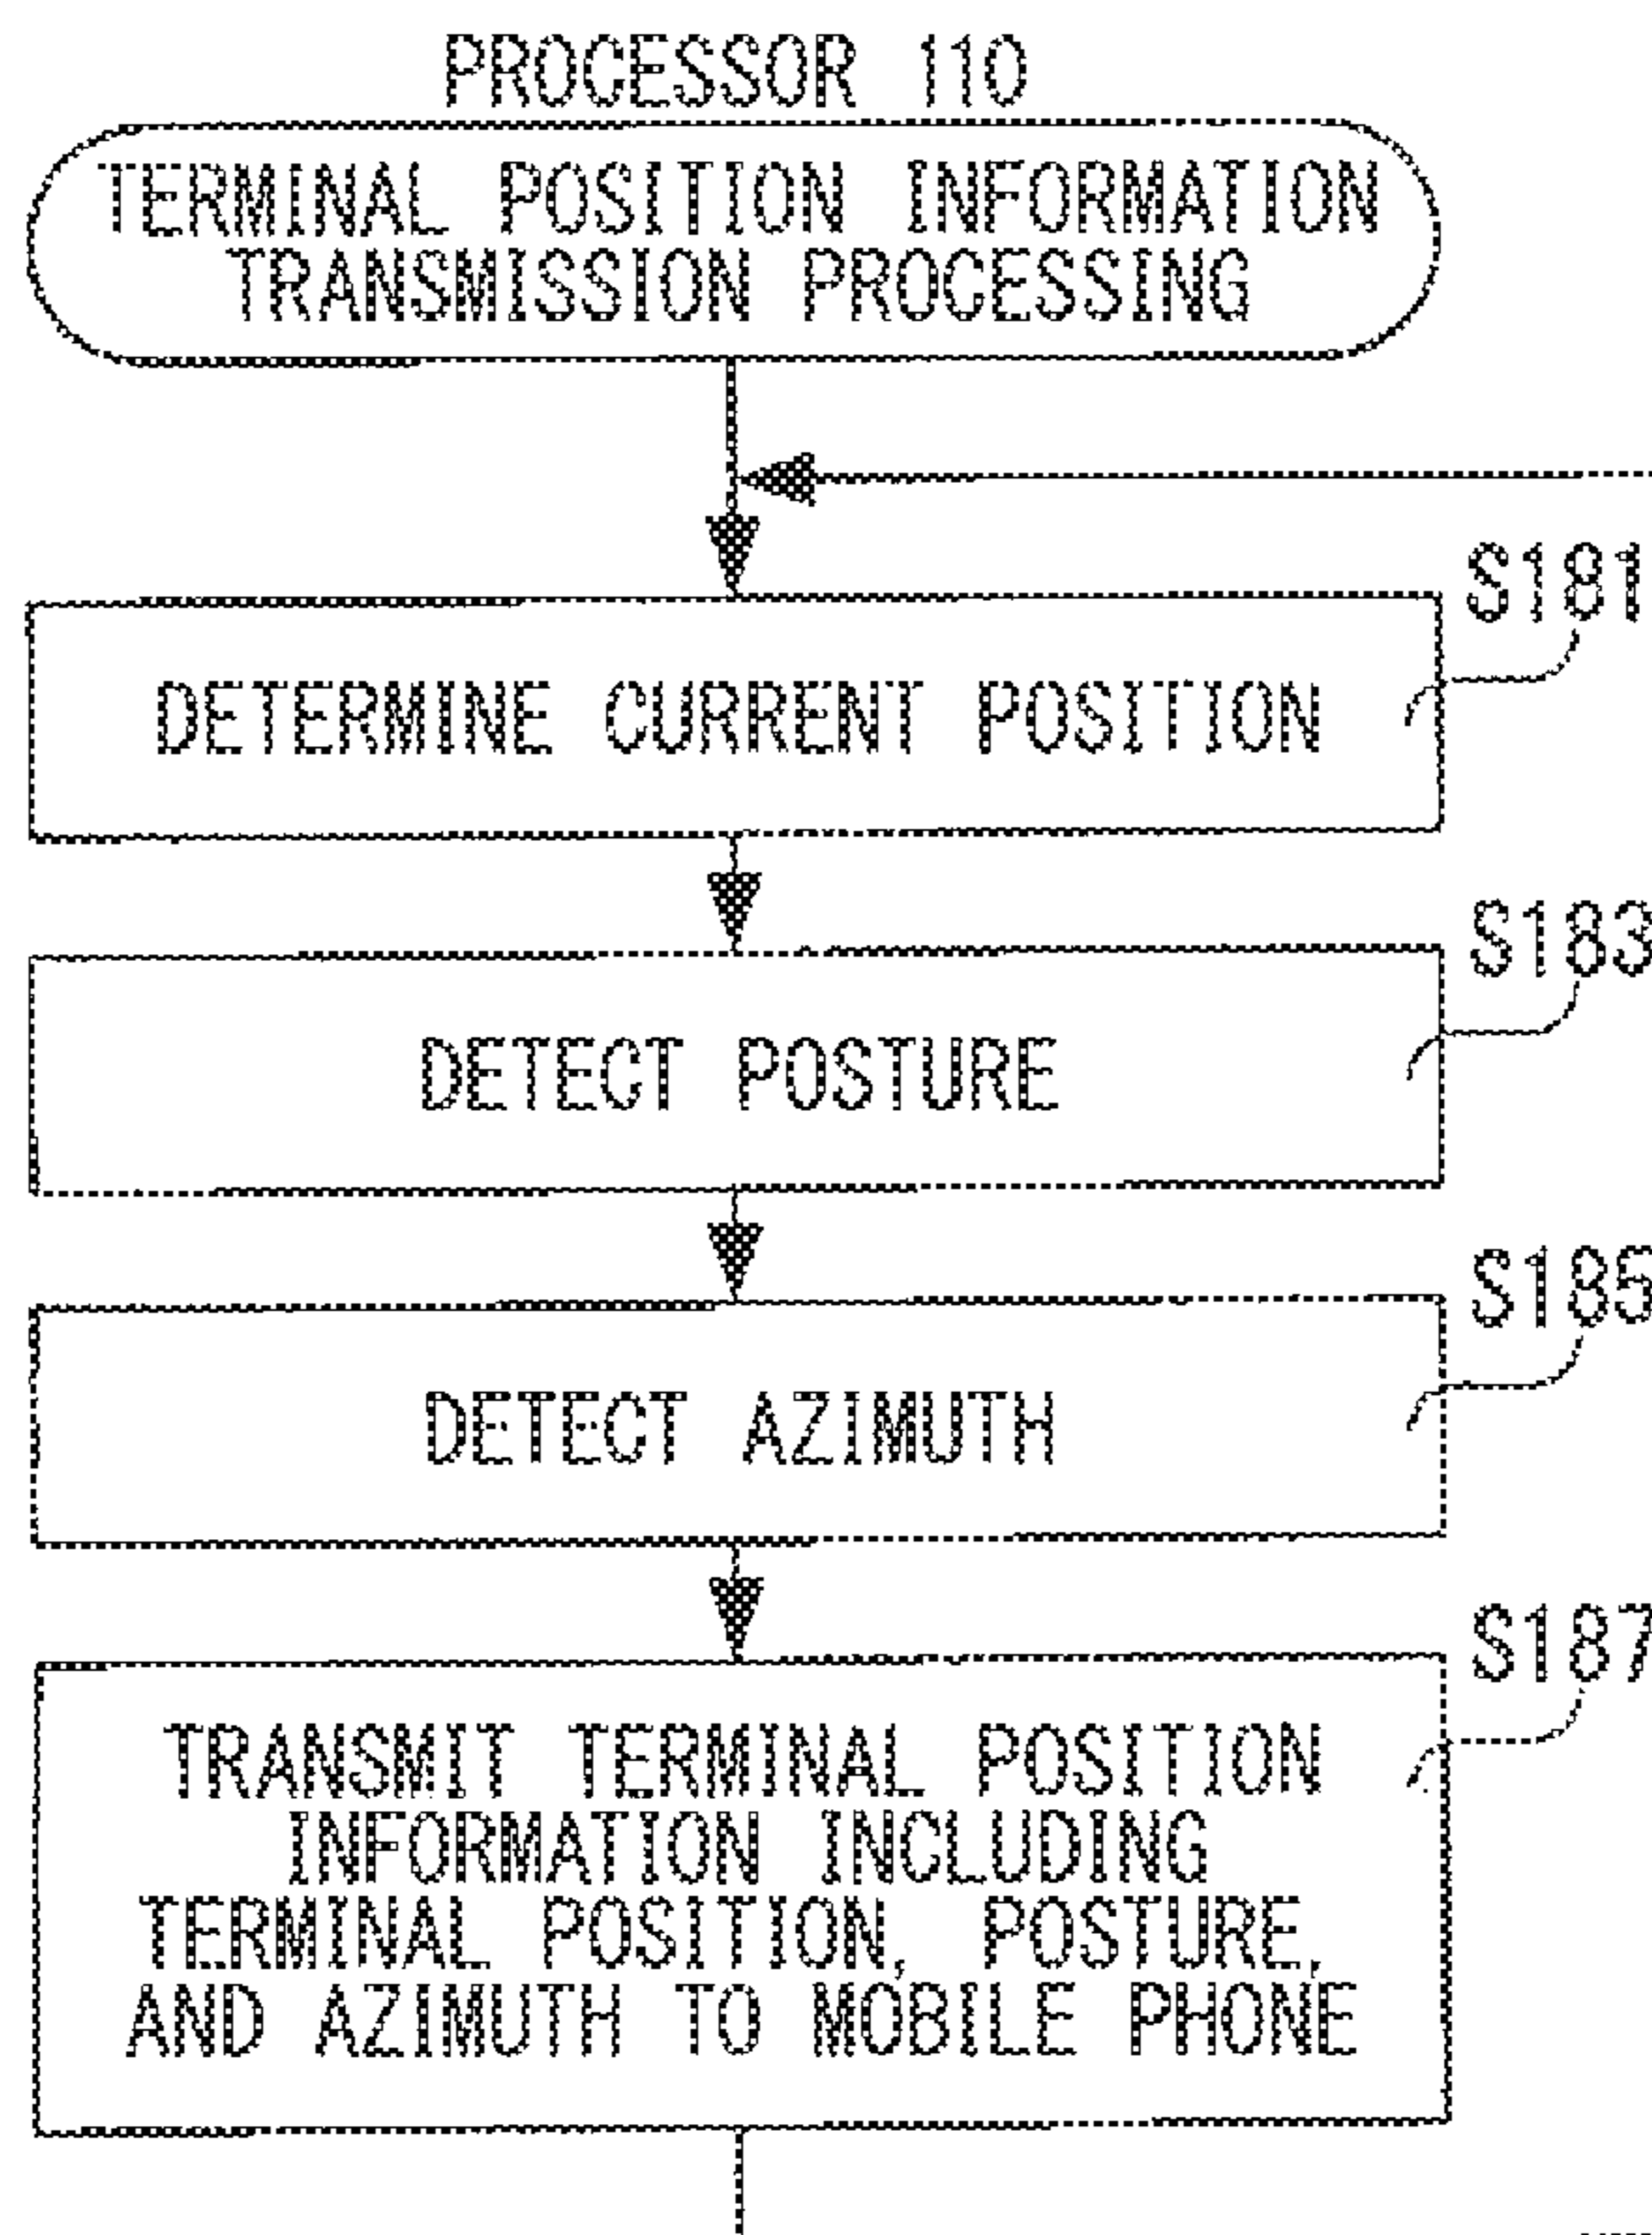 PROCESSOR 110
TERMINAL POSITION INFORMATION
TRANSMISSION PROCESSING
S181
DETERMINE CURRENT POSITION
S183
DETECT POSTURE
S185
DETECT AZIMUTH
S187
TRANSMIT TERMINAL POSITION
INFORMATION INCLUDING
TERMINAL POSITION, POSTURE,
AND AZIMUTH TO MOBILE PHONE